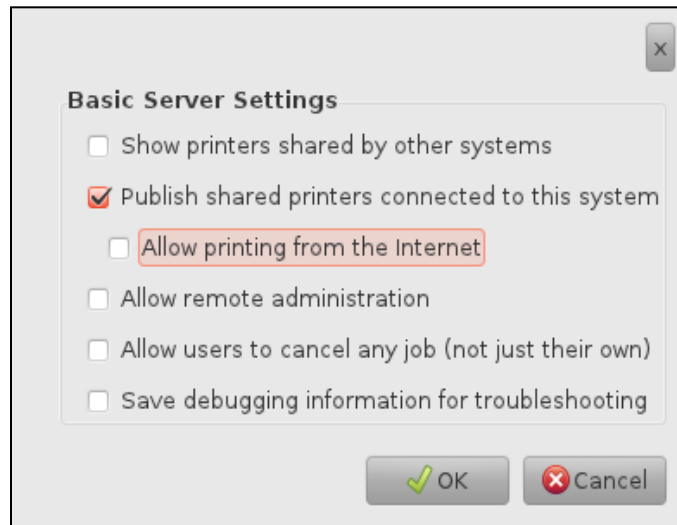 x
Basic Server Settings
Show printers shared by other systems
Publish shared printers connected to this system
Allow printing from the Internet
Allow remote administration
Allow users to cancel any job (not just their own)
Save debugging information for troubleshooting
OK Cancel